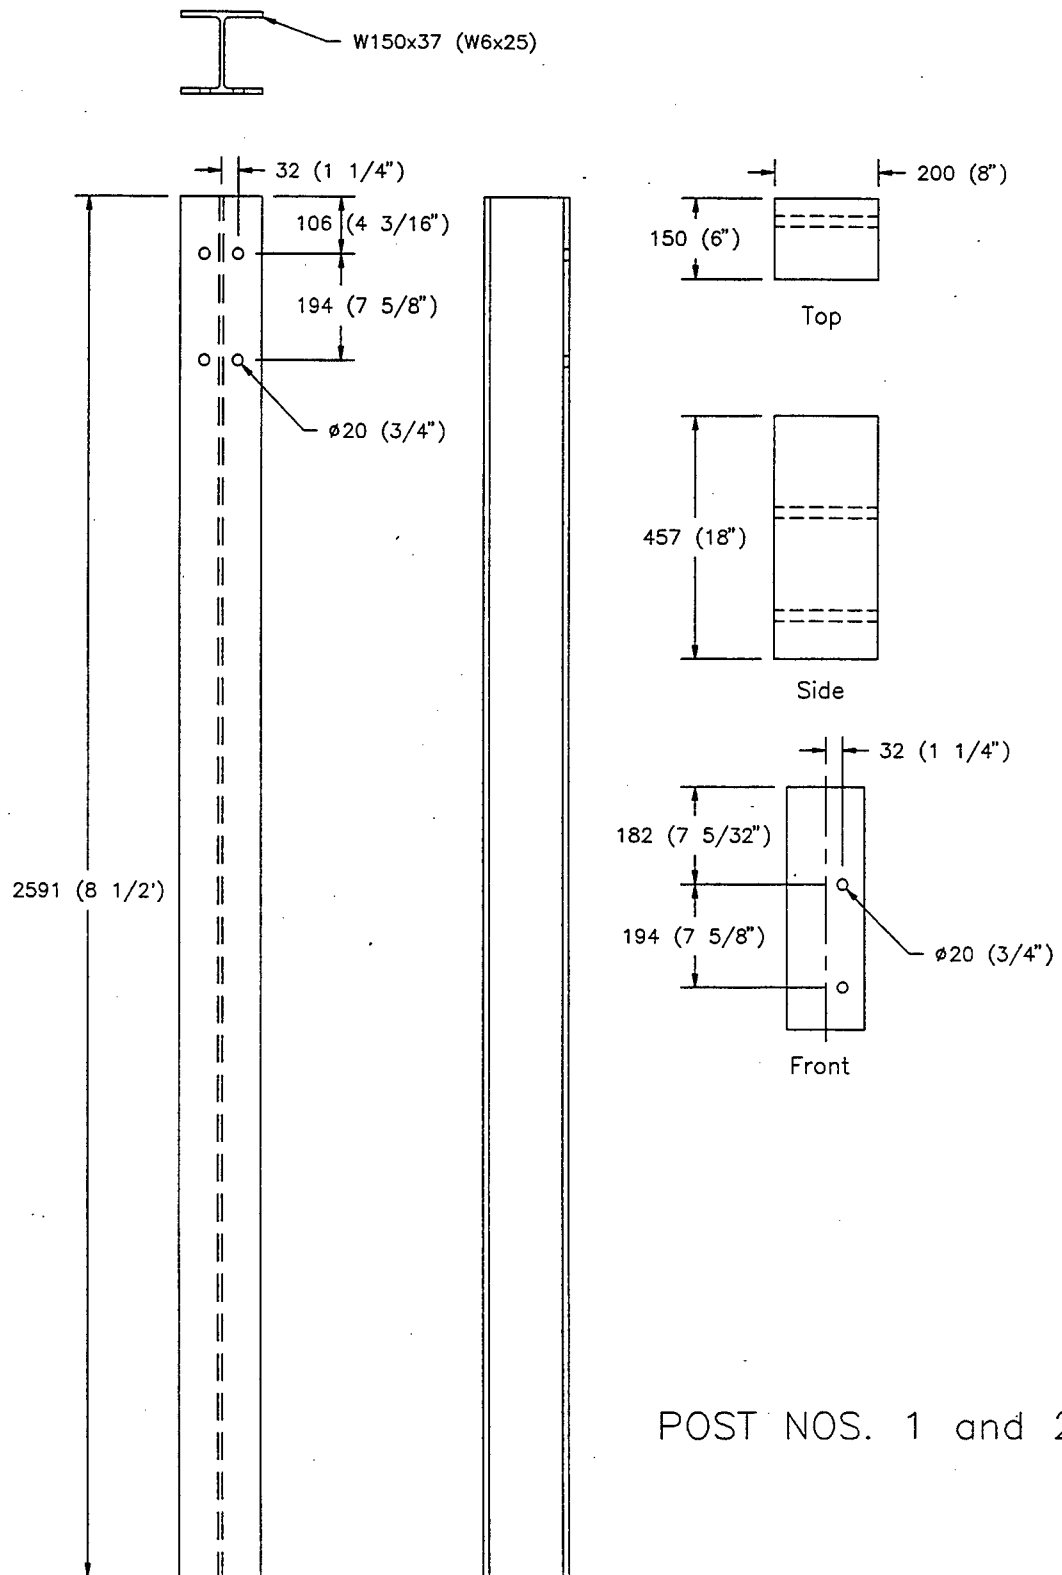 W150x37 (W6x25)
32 (1 1/4")
106 (4 3/16")
194 (7 5/8")
ø20 (3/4")
2591 (8 1/2')
200 (8")
150 (6")
Top
457 (18")
Side
32 (1 1/4")
182 (7 5/32")
194 (7 5/8")
ø20 (3/4")
Front
POST NOS. 1 and 2